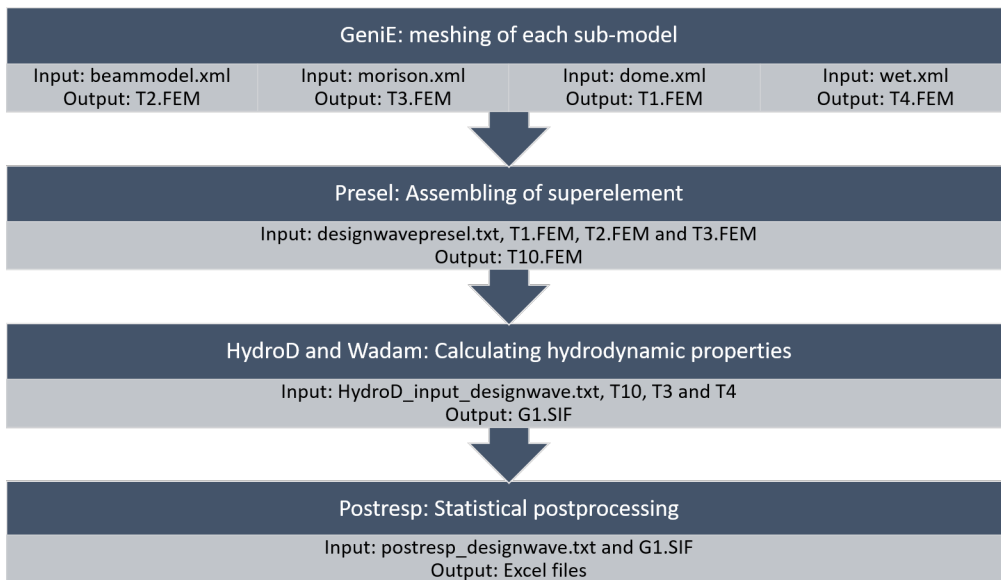 GeniE: meshing of each sub-model
Input: beammodel.xml
Output: T2.FEM
Input: morison.xml
Output: T3.FEM
Input: dome.xml
Output: T1.FEM
Input: wet.xml
Output: T4.FEM
Presel: Assembling of superelement
Input: designwavepresel.txt, T1.FEM, T2.FEM and T3.FEM
Output: T10.FEM
HydroD and Wadam: Calculating hydrodynamic properties
Input: HydroD_input_designwave.txt, T10, T3 and T4
Output: G1.SIF
Postresp: Statistical postprocessing
Input: postresp_designwave.txt and G1.SIF
Output: Excel files